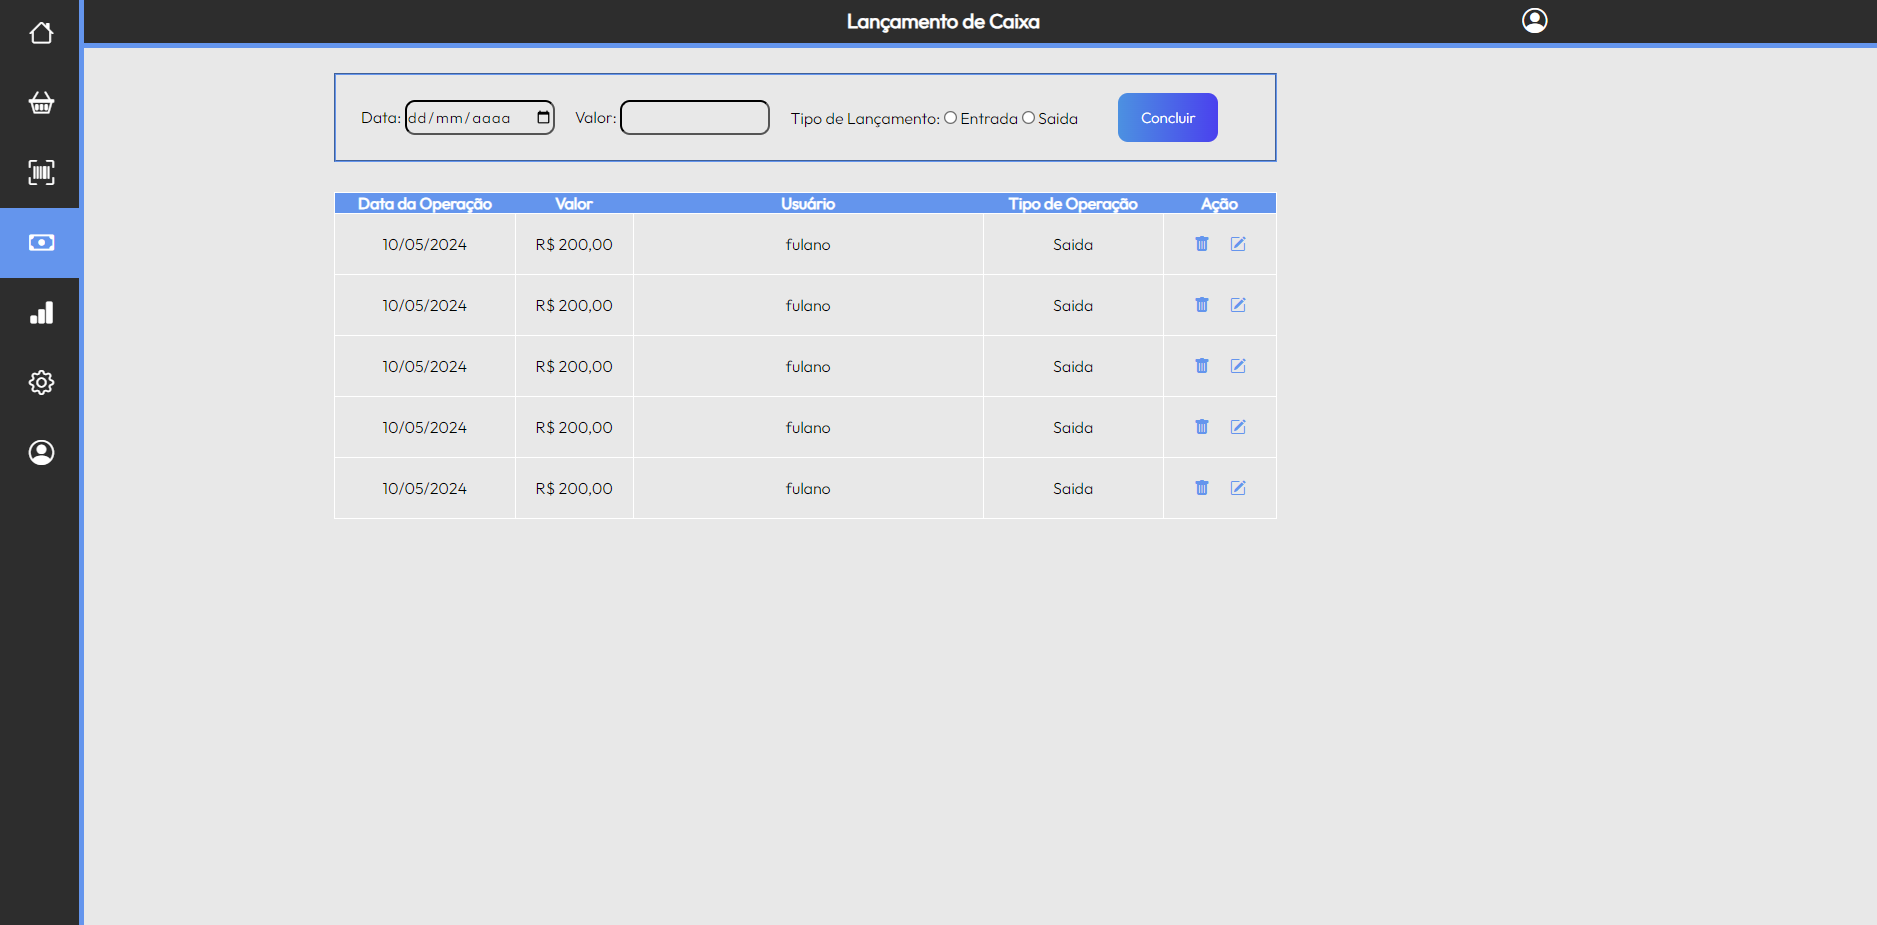 Lançamento de Caixa
Data: dd/mm/aaaa Valor: Tipo de Lançamento: Entrada Saida Concluir
Data da Operação Valor Usuário Tipo de Operação Ação
10/05/2024 R$ 200,00 fulano Saida
10/05/2024 R$ 200,00 fulano Saida
10/05/2024 R$ 200,00 fulano Saida
10/05/2024 R$ 200,00 fulano Saida
10/05/2024 R$ 200,00 fulano Saida